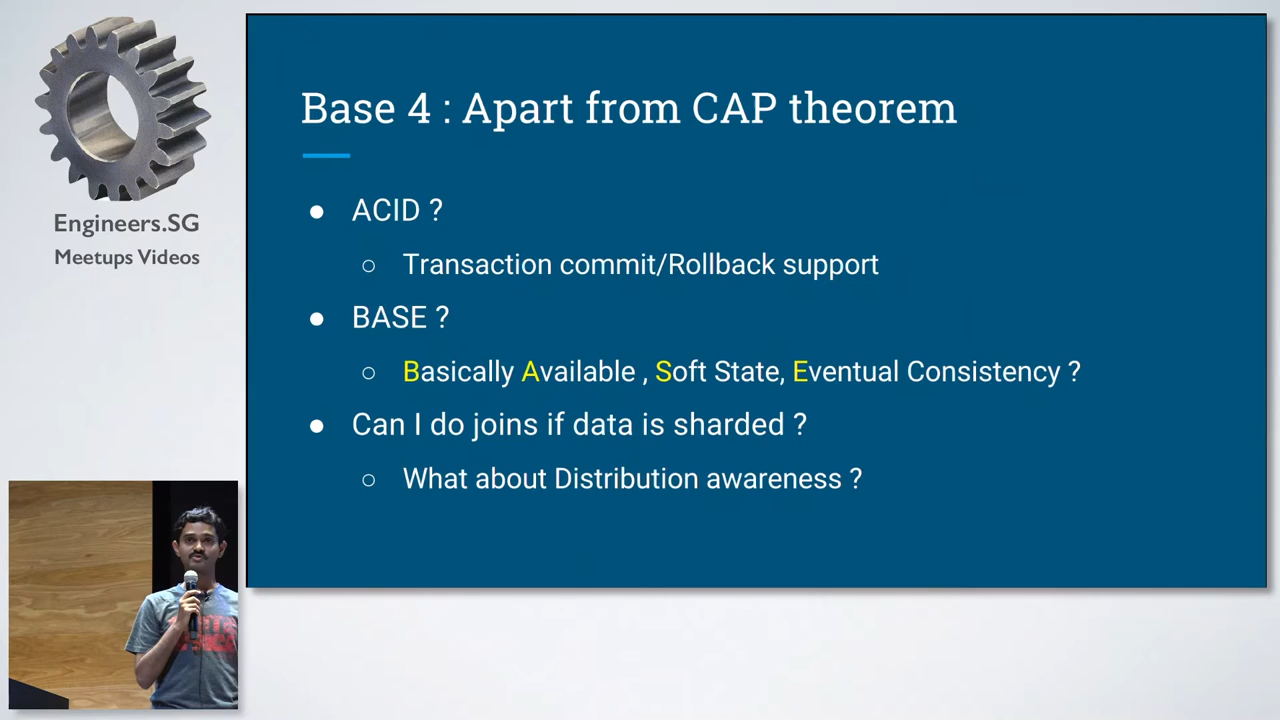 Engineers.SG
Meetups Videos
Base 4 : Apart from CAP theorem
ACID ?
Transaction commit/Rollback support
BASE ?
Basically Available , Soft State, Eventual Consistency ?
Can I do joins if data is sharded ?
What about Distribution awareness ?